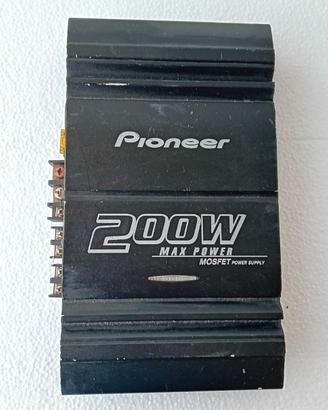 Pioneer
200W
MAX POWER
MOSFET POWER SUPPLY